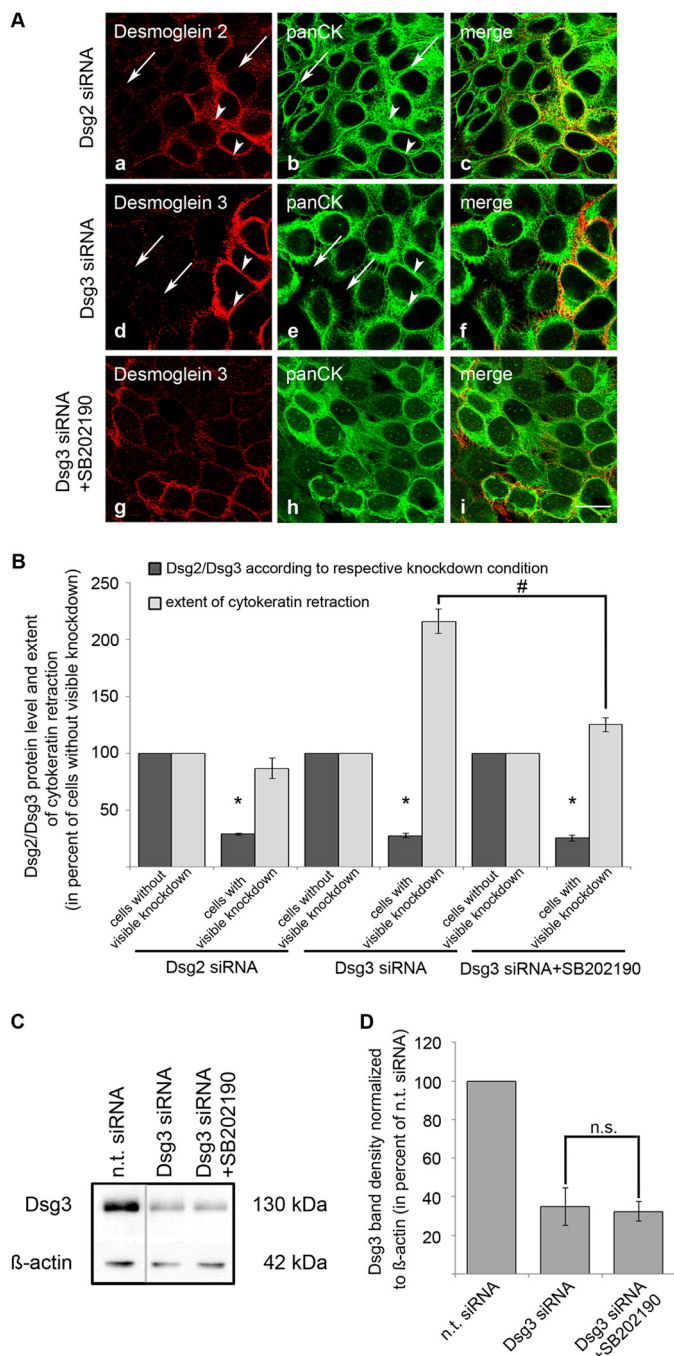 A
Dsg2 siRNA
Desmoglein 2
panCK
merge
a
b
c
Dsg3 siRNA
Desmoglein 3
panCK
merge
d
e
f
Dsg3 siRNA
+SB202190
Desmoglein 3
panCK
merge
g
h
i
B
Dsg2/Dsg3 protein level and extent
of cytokeratin retraction
(in percent of cells without visible knockdown)
Dsg2/Dsg3 according to respective knockdown condition
extent of cytokeratin retraction
250
200
150
100
50
*
*
*
#
cells without
visible knockdown
cells with
visible knockdown
cells without
visible knockdown
cells with
visible knockdown
cells without
visible knockdown
cells with
visible knockdown
Dsg2 siRNA
Dsg3 siRNA
Dsg3 siRNA+SB202190
C
n.t. siRNA
Dsg3 siRNA
Dsg3 siRNA
+SB202190
Dsg3
130 kDa
ß-actin
42 kDa
D
Dsg3 band density normalized
to ß-actin (in percent of n.t. siRNA)
120
100
80
60
40
20
n.s.
n.t. siRNA
Dsg3 siRNA
Dsg3 siRNA
+SB202190